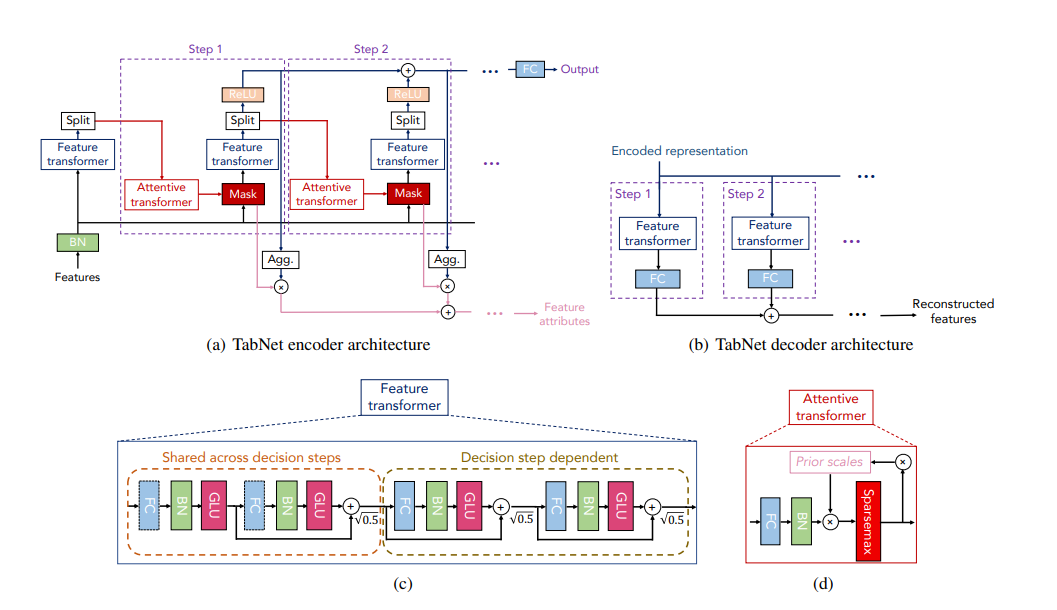 Step 1
Step 2
ReLU
ReLU
...
FC
Output
Split
Split
Split
Feature
transformer
Feature
transformer
Feature
transformer
...
Attentive
transformer
Mask
Attentive
transformer
Mask
BN
Features
Agg.
Agg.
×
×
+
+
...
Feature
attributes
(a) TabNet encoder architecture
Encoded representation
...
Step 1
Step 2
Feature
transformer
Feature
transformer
...
FC
FC
+
...
Reconstructed
features
(b) TabNet decoder architecture
Feature
transformer
Shared across decision steps
Decision step dependent
FC
BN
GLU
FC
BN
GLU
+
√0.5
FC
BN
GLU
+
√0.5
FC
BN
GLU
+
√0.5
(c)
Attentive
transformer
Prior scales
×
FC
BN
×
Sparsemax
(d)